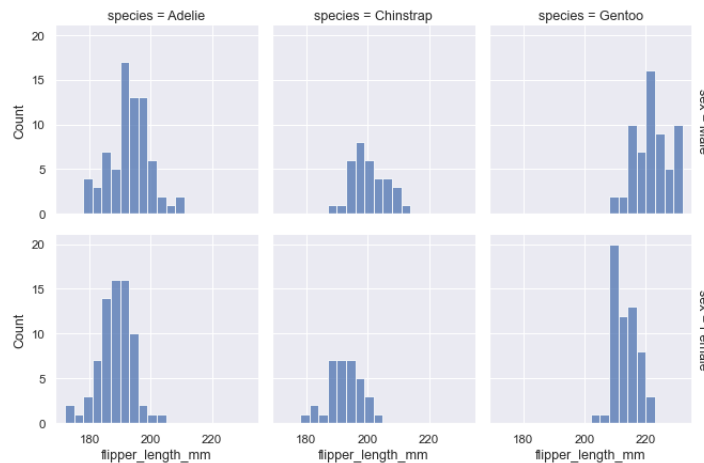 species = Adelie
species = Chinstrap
species = Gentoo
20
15
10
5
0
Count
20
15
10
5
0
Count
180 200 220
180 200 220
180 200 220
flipper_length_mm
flipper_length_mm
flipper_length_mm